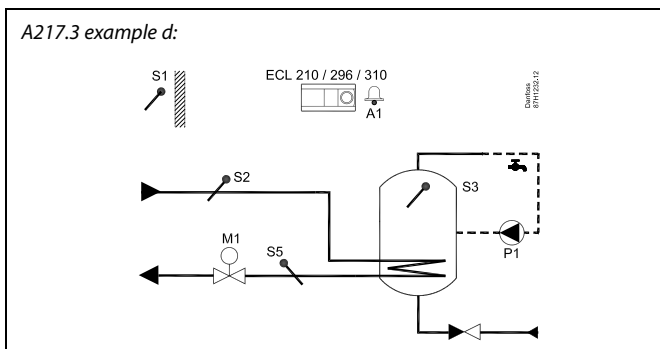 A217.3 example d:
S1
ECL 210 / 296 / 310
A1
Danfoss
87H1232.12
S2
S3
M1
S5
P1